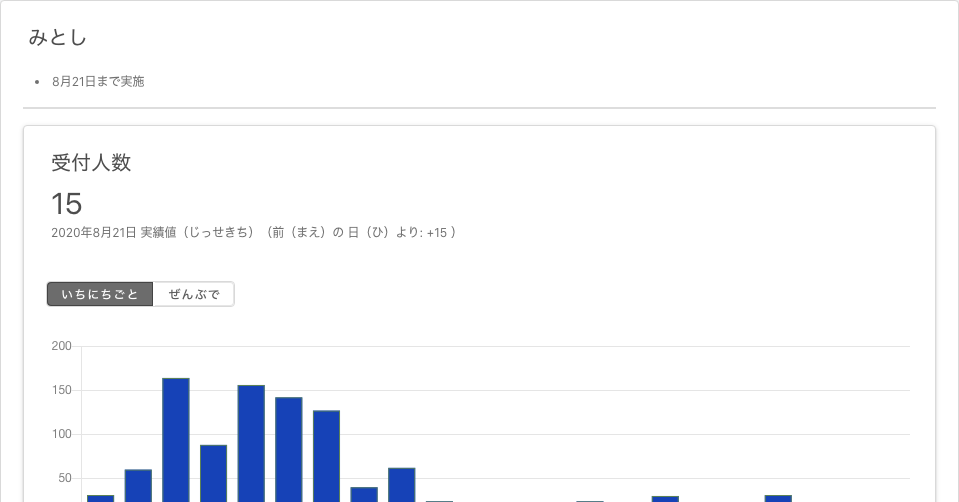 みとし
• 8月21日まで実施
受付人数
15
2020年8月21日 実績値（じっせきち）（前（まえ）の 日（ひ）より: +15 ）
いちにちごと ぜんぶで
200
150
100
50